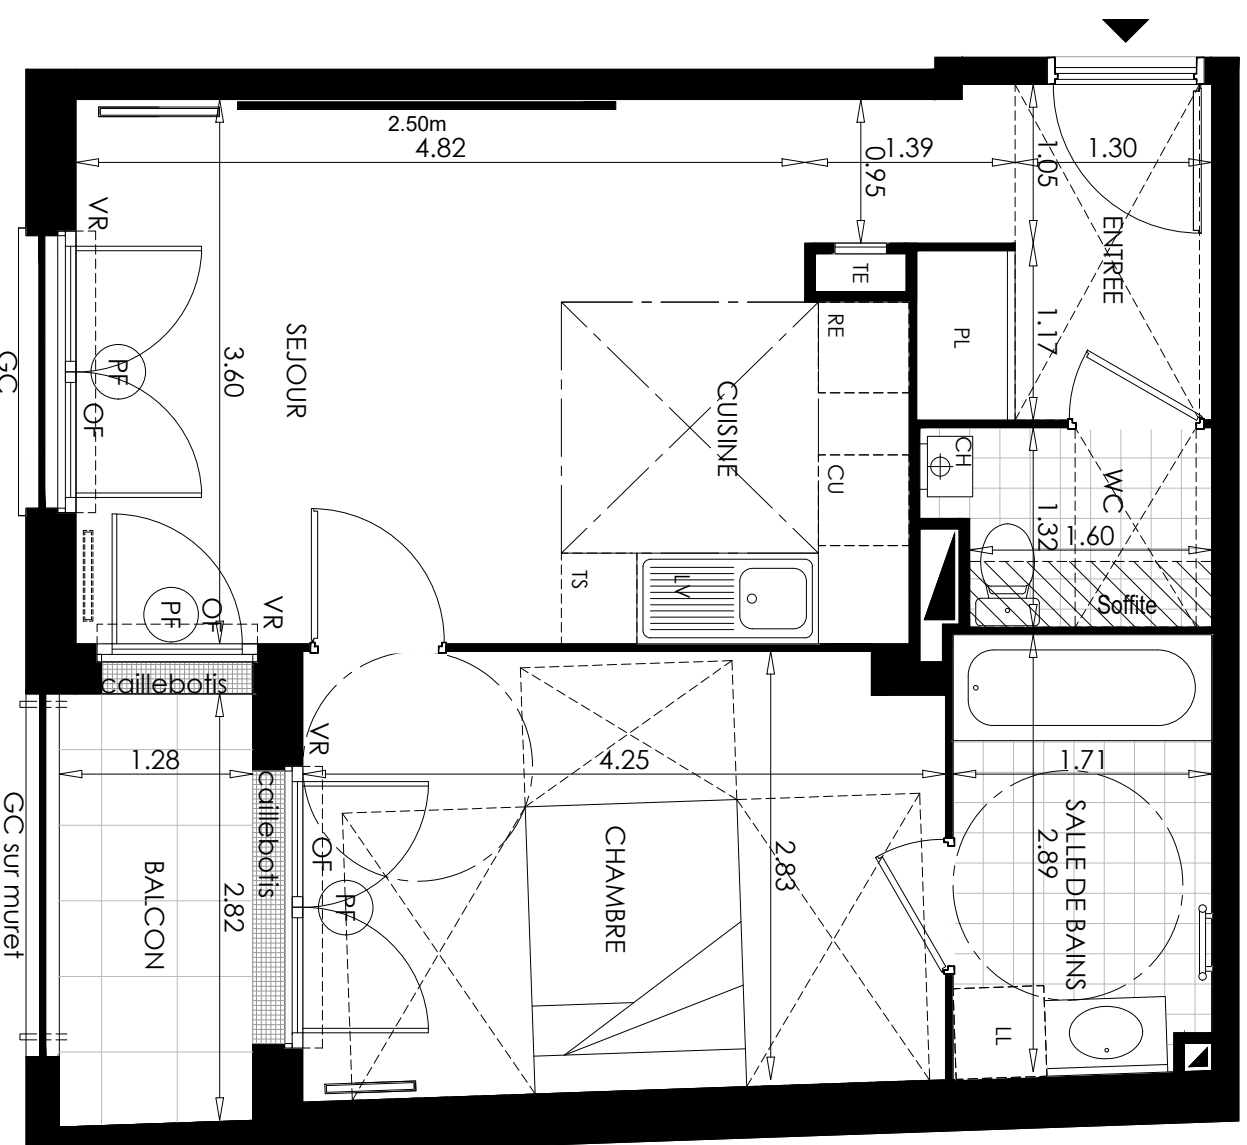 2.50m
4.82
1.39
1.30
0.95
1.05
VR
ENTREE
TE
RE
PL
1.17
SEJOUR
3.60
PF
OF
GC
CUISINE
CU
CH
WC
1.32
1.60
Soffite
TS
LV
VR
OF
PF
caillebotis
1.28
VR
4.25
1.71
caillebotis
OF
PF
CHAMBRE
2.83
SALLE DE BAINS
2.89
BALCON
2.82
GC sur muret
LL